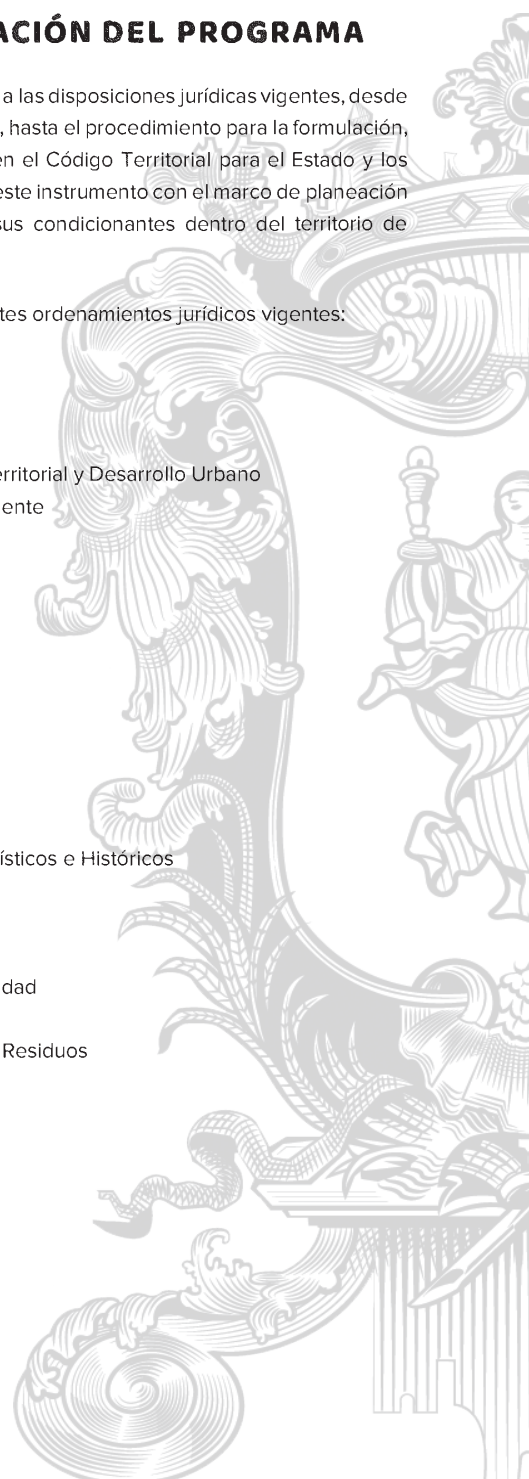 ACIÓN DEL PROGRAMA
a las disposiciones jurídicas vigentes, desde
, hasta el procedimiento para la formulación,
en el Código Territorial para el Estado y los
este instrumento con el marco de planeación
sus condicionantes dentro del territorio de
tes ordenamientos jurídicos vigentes:
erritorial y Desarrollo Urbano
ente
ísticos e Históricos
dad
Residuos